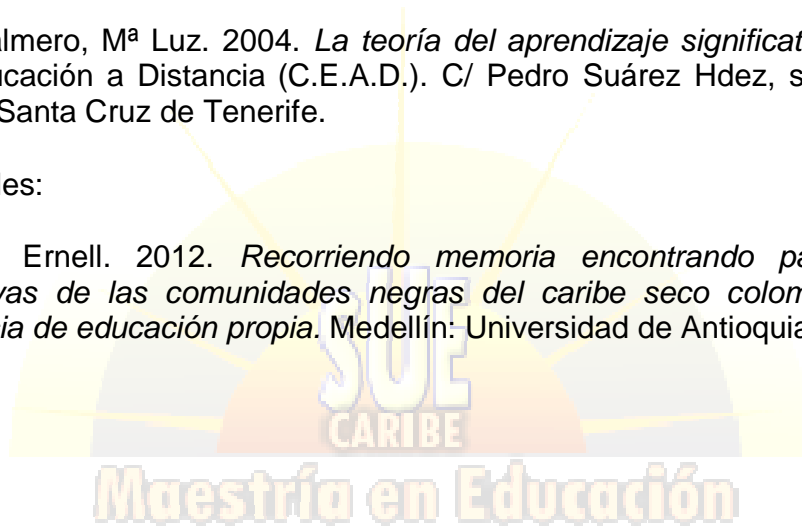 almero, Mª Luz. 2004. La teoría del aprendizaje significat
ucación a Distancia (C.E.A.D.). C/ Pedro Suárez Hdez, s
Santa Cruz de Tenerife.
les:
Ernell. 2012. Recorriendo memoria encontrando pa
vas de las comunidades negras del caribe seco colom
cia de educación propia. Medellín: Universidad de Antioquia
SUE
CARIBE
Maestría en Educación